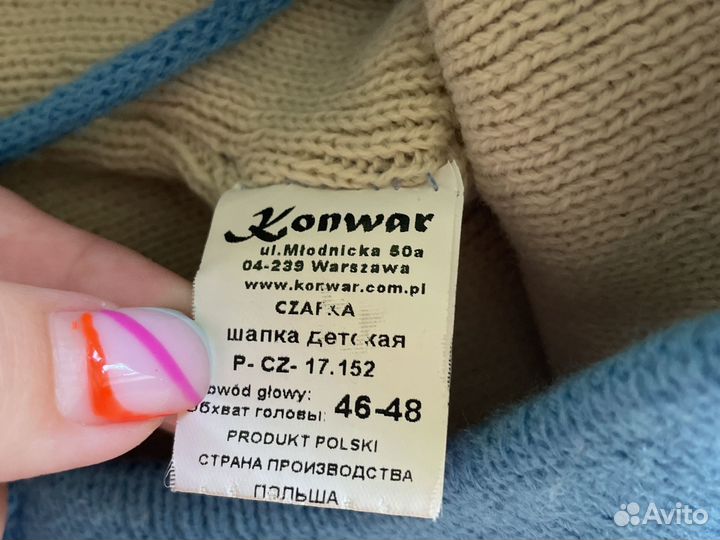 Konwar
ul.Młodnicka 50a
04-239 Warszawa
www.konwar.com.pl
CZAPKA
шапка детская
P- CZ- 17.152
głowy:
Обхват головы: 46-48
PRODUKT POLSKI
СТРАНА ПРОИЗВОДСТВА
ПОЛЬША
Avito